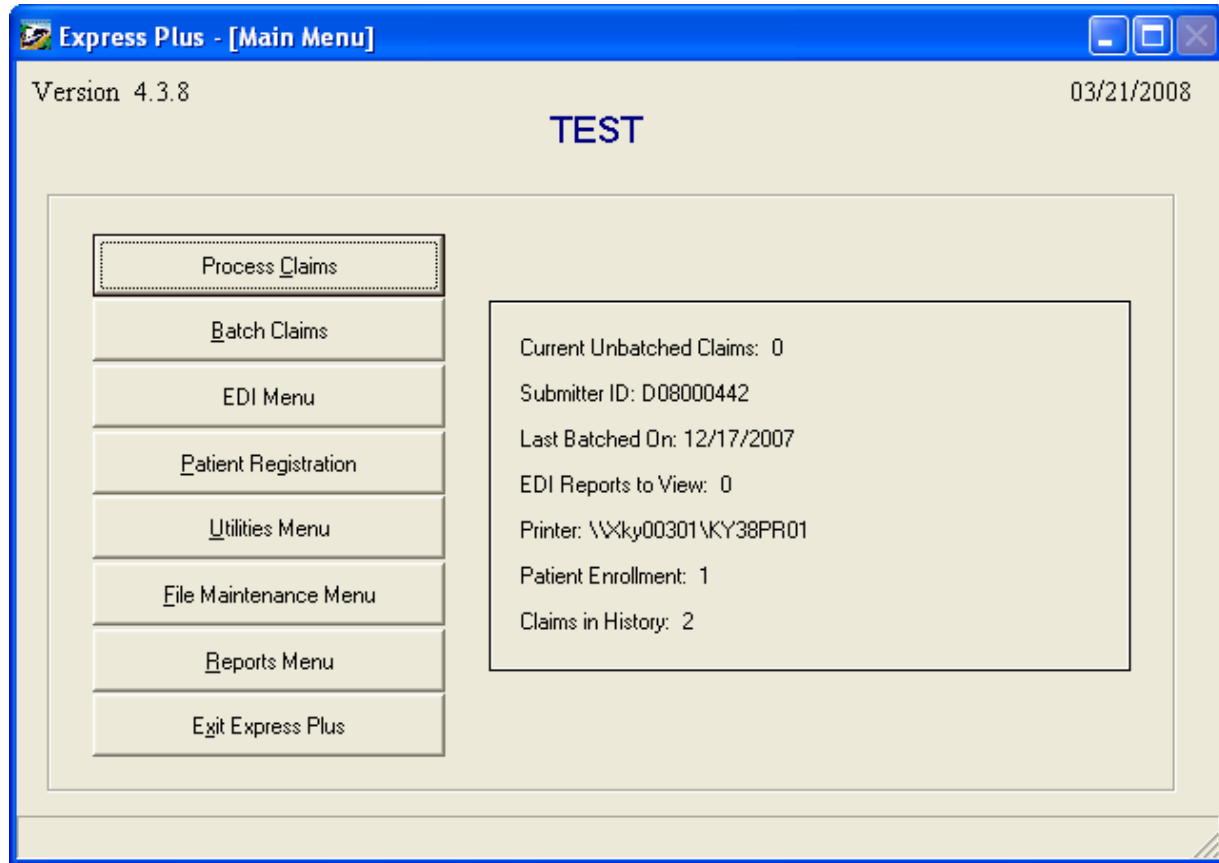 Express Plus - [Main Menu]
Version 4.3.8
03/21/2008
TEST
Process Claims
Batch Claims
EDI Menu
Patient Registration
Utilities Menu
File Maintenance Menu
Reports Menu
Exit Express Plus
Current Unbatched Claims: 0
Submitter ID: D08000442
Last Batched On: 12/17/2007
EDI Reports to View: 0
Printer: \\Xky00301\KY38PR01
Patient Enrollment: 1
Claims in History: 2